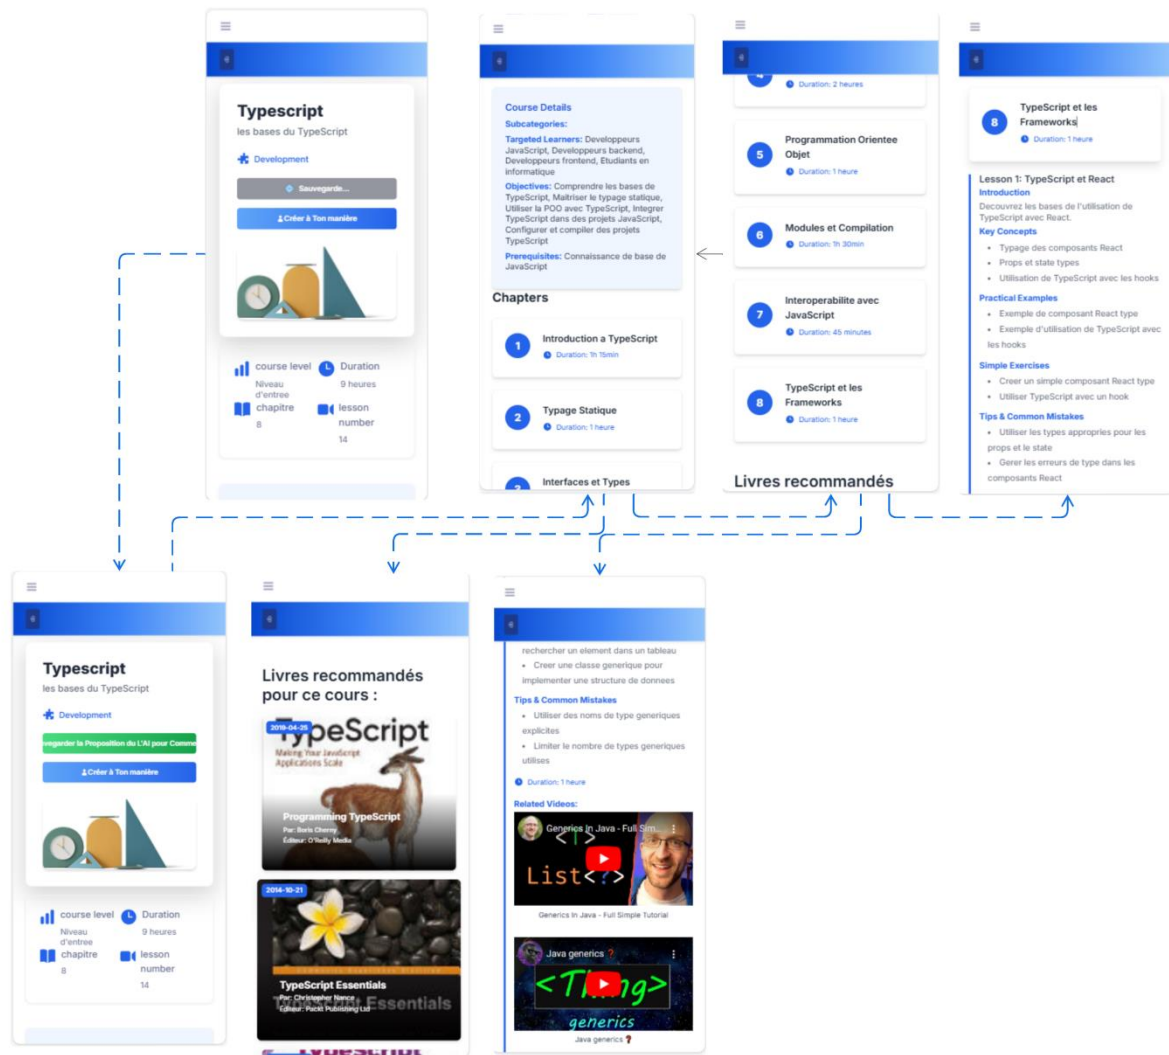 Typescript
les bases du TypeScript
Development
Sauvegarde...
Créer à Ton manière
course level
Niveau
d'entree
Duration
9 heures
chapitre
8
lesson
number
14
Course Details
Subcategories:
Targeted Learners: Developpeurs
JavaScript, Developpeurs backend,
Developpeurs frontend, Etudiants en
informatique
Objectives: Comprendre les bases de
TypeScript, Maitriser le typage statique,
Utiliser la POO avec TypeScript, Integrer
TypeScript dans des projets JavaScript,
Configurer et compiler des projets
TypeScript
Prerequisites: Connaissance de base de
JavaScript
Chapters
1
Introduction a TypeScript
Duration: 1h 15min
2
Typage Statique
Duration: 1 heure
3
Interfaces et Types
4
Duration: 2 heures
5
Programmation Orientee
Objet
Duration: 1 heure
6
Modules et Compilation
Duration: 1h 30min
7
Interoperabilite avec
JavaScript
Duration: 45 minutes
8
TypeScript et les
Frameworks
Duration: 1 heure
Livres recommandés
8
TypeScript et les
Frameworks
Duration: 1 heure
Lesson 1: TypeScript et React
Introduction
Decouvrez les bases de l'utilisation de
TypeScript avec React.
Key Concepts
Typage des composants React
Props et state types
Utilisation de TypeScript avec les hooks
Practical Examples
Exemple de composant React type
Exemple d'utilisation de TypeScript avec
les hooks
Simple Exercises
Creer un simple composant React type
Utiliser TypeScript avec un hook
Tips & Common Mistakes
Utiliser les types appropries pour les
props et le state
Gerer les erreurs de type dans les
composants React
Typescript
les bases du TypeScript
Development
vegarder la Proposition du L'AI pour Comme
Créer à Ton manière
course level
Niveau
d'entree
Duration
9 heures
chapitre
8
lesson
number
14
Livres recommandés
pour ce cours :
2019-04-25
TypeScript
Making Your JavaScript
Applications Scale
Programming TypeScript
Par: Boris Cherny
Éditeur: O'Reilly Media
2014-10-21
TypeScript Essentials
Par: Christopher Nance
TypeScript Essentials
Éditeur: Packt Publishing Ltd
TypeScript
rechercher un element dans un tableau
Creer une classe generique pour
implementer une structure de donnees
Tips & Common Mistakes
Utiliser des noms de type generiques
explicites
Limiter le nombre de types generiques
utilises
Duration: 1 heure
Related Videos:
Generics In Java - Full Sim...
<T>
List<?>
Generics In Java - Full Simple Tutorial
Java generics ❓
<Thing>
generics
Java generics ❓